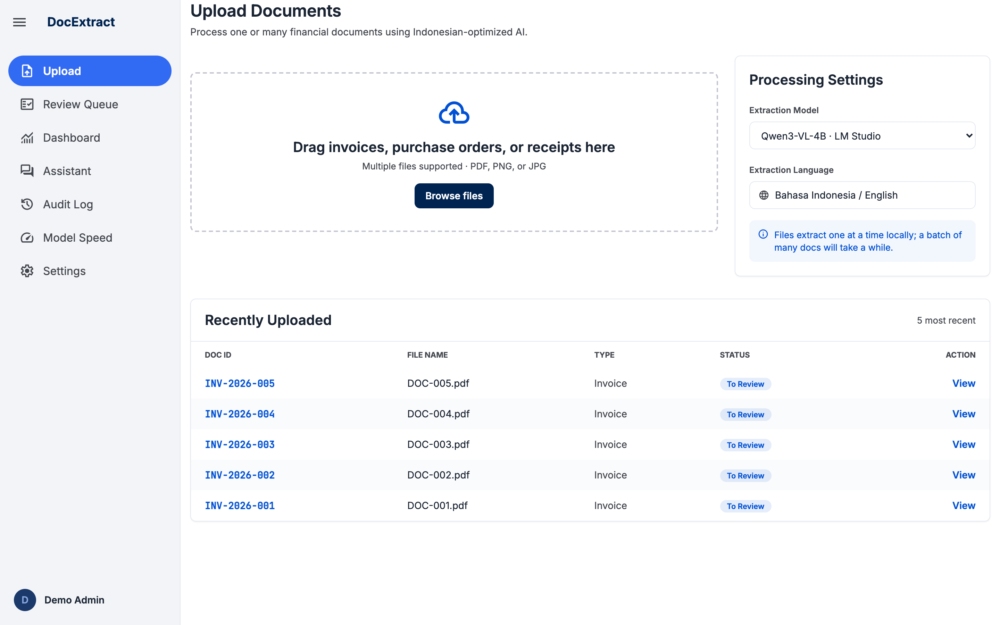 DocExtract
Upload
Review Queue
Dashboard
Assistant
Audit Log
Model Speed
Settings
D
Demo Admin
Upload Documents
Process one or many financial documents using Indonesian-optimized AI.
Drag invoices, purchase orders, or receipts here
Multiple files supported · PDF, PNG, or JPG
Browse files
Processing Settings
Extraction Model
Qwen3-VL-4B · LM Studio
Extraction Language
Bahasa Indonesia / English
Files extract one at a time locally; a batch of
many docs will take a while.
Recently Uploaded
5 most recent
DOC ID FILE NAME TYPE STATUS ACTION
INV-2026-005 DOC-005.pdf Invoice To Review View
INV-2026-004 DOC-004.pdf Invoice To Review View
INV-2026-003 DOC-003.pdf Invoice To Review View
INV-2026-002 DOC-002.pdf Invoice To Review View
INV-2026-001 DOC-001.pdf Invoice To Review View